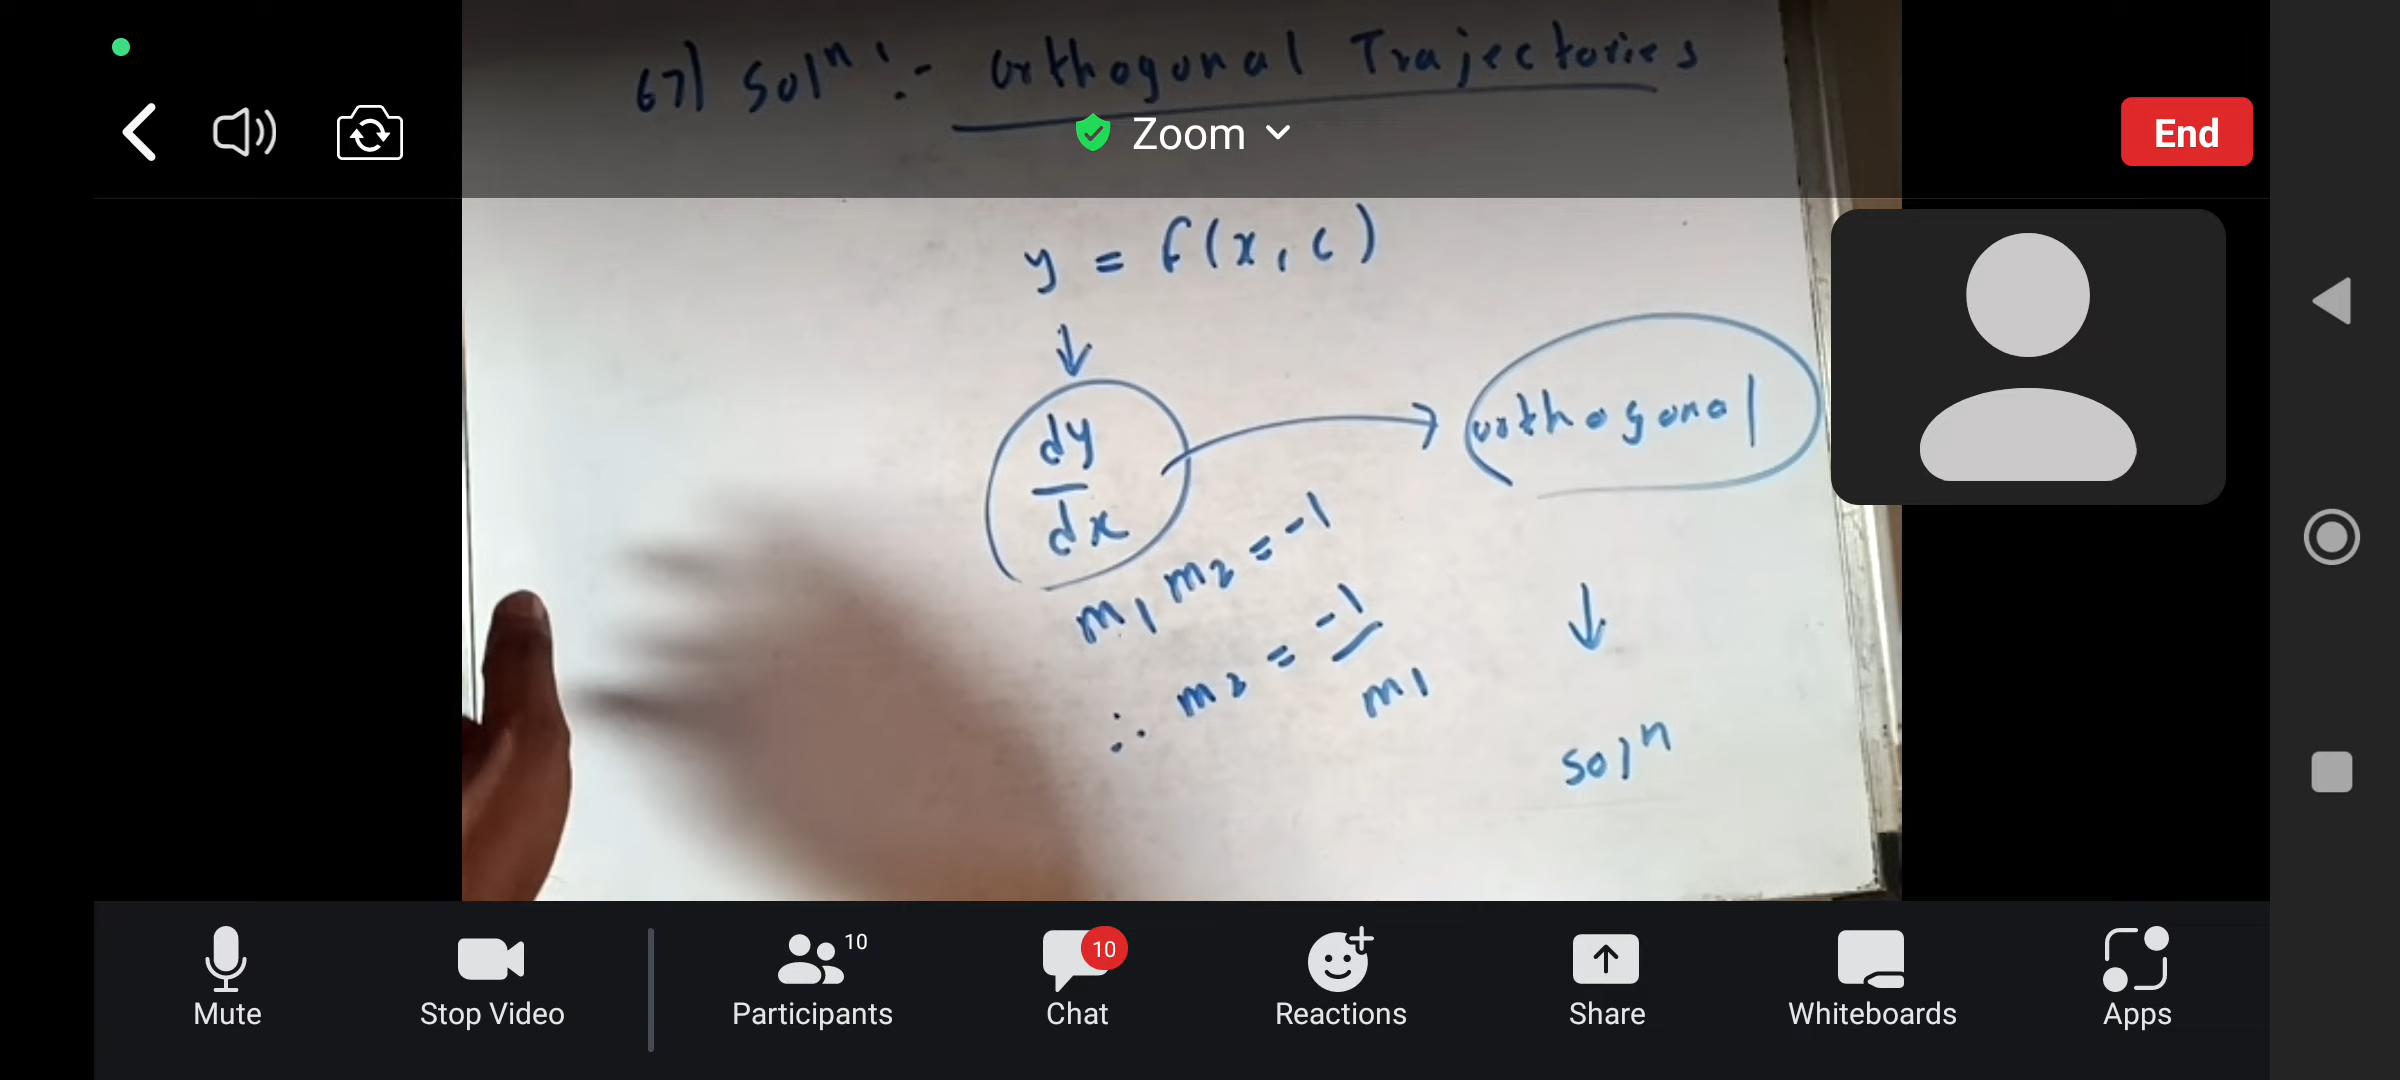 67) Solⁿ :- Orthogonal Trajectories
Zoom
End
y = f(x, c)
↓
dy/dx → orthogonal
m1 m2 = -1
∴ m2 = -1/m1
↓
Solⁿ
Mute
Stop Video
Participants 10
Chat 10
Reactions
Share
Whiteboards
Apps